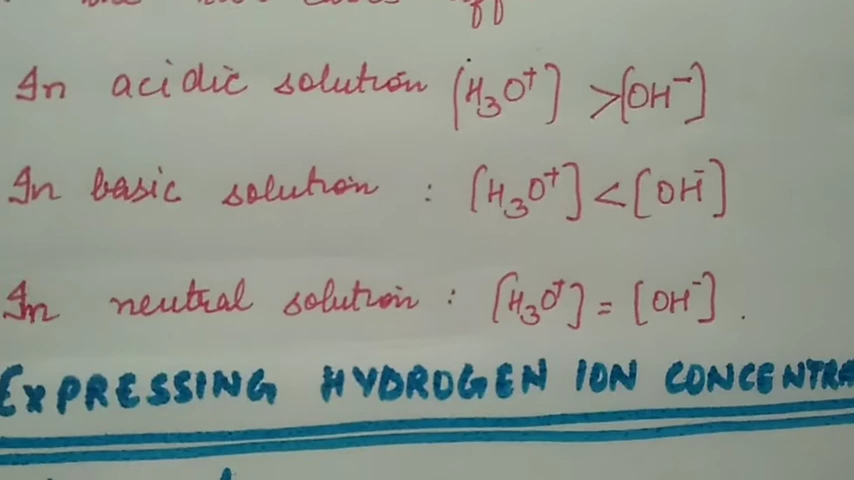 In acidic solution [H₃O⁺] >[OH⁻]
In basic solution : [H₃O⁺] < [OH⁻]
In neutral solution : [H₃O⁺] = [OH⁻] .
EXPRESSING HYDROGEN ION CONCENTRA